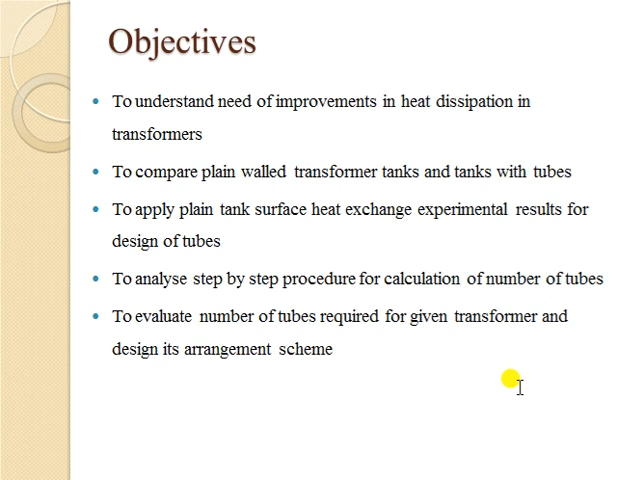 Objectives
• To understand need of improvements in heat dissipation in
transformers
• To compare plain walled transformer tanks and tanks with tubes
• To apply plain tank surface heat exchange experimental results for
design of tubes
• To analyse step by step procedure for calculation of number of tubes
• To evaluate number of tubes required for given transformer and
design its arrangement scheme